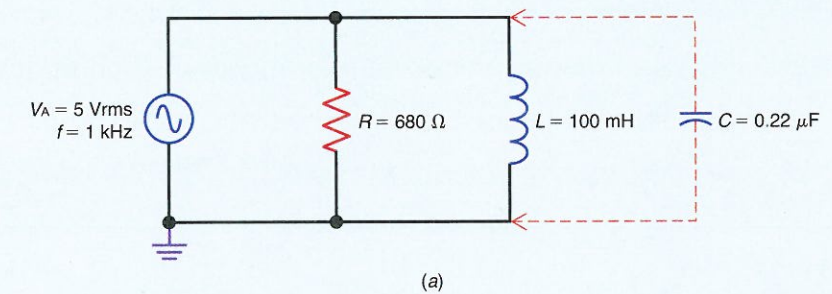 VA = 5 Vrms
f = 1 kHz
R = 680 Ω
L = 100 mH
C = 0.22 μF
(a)